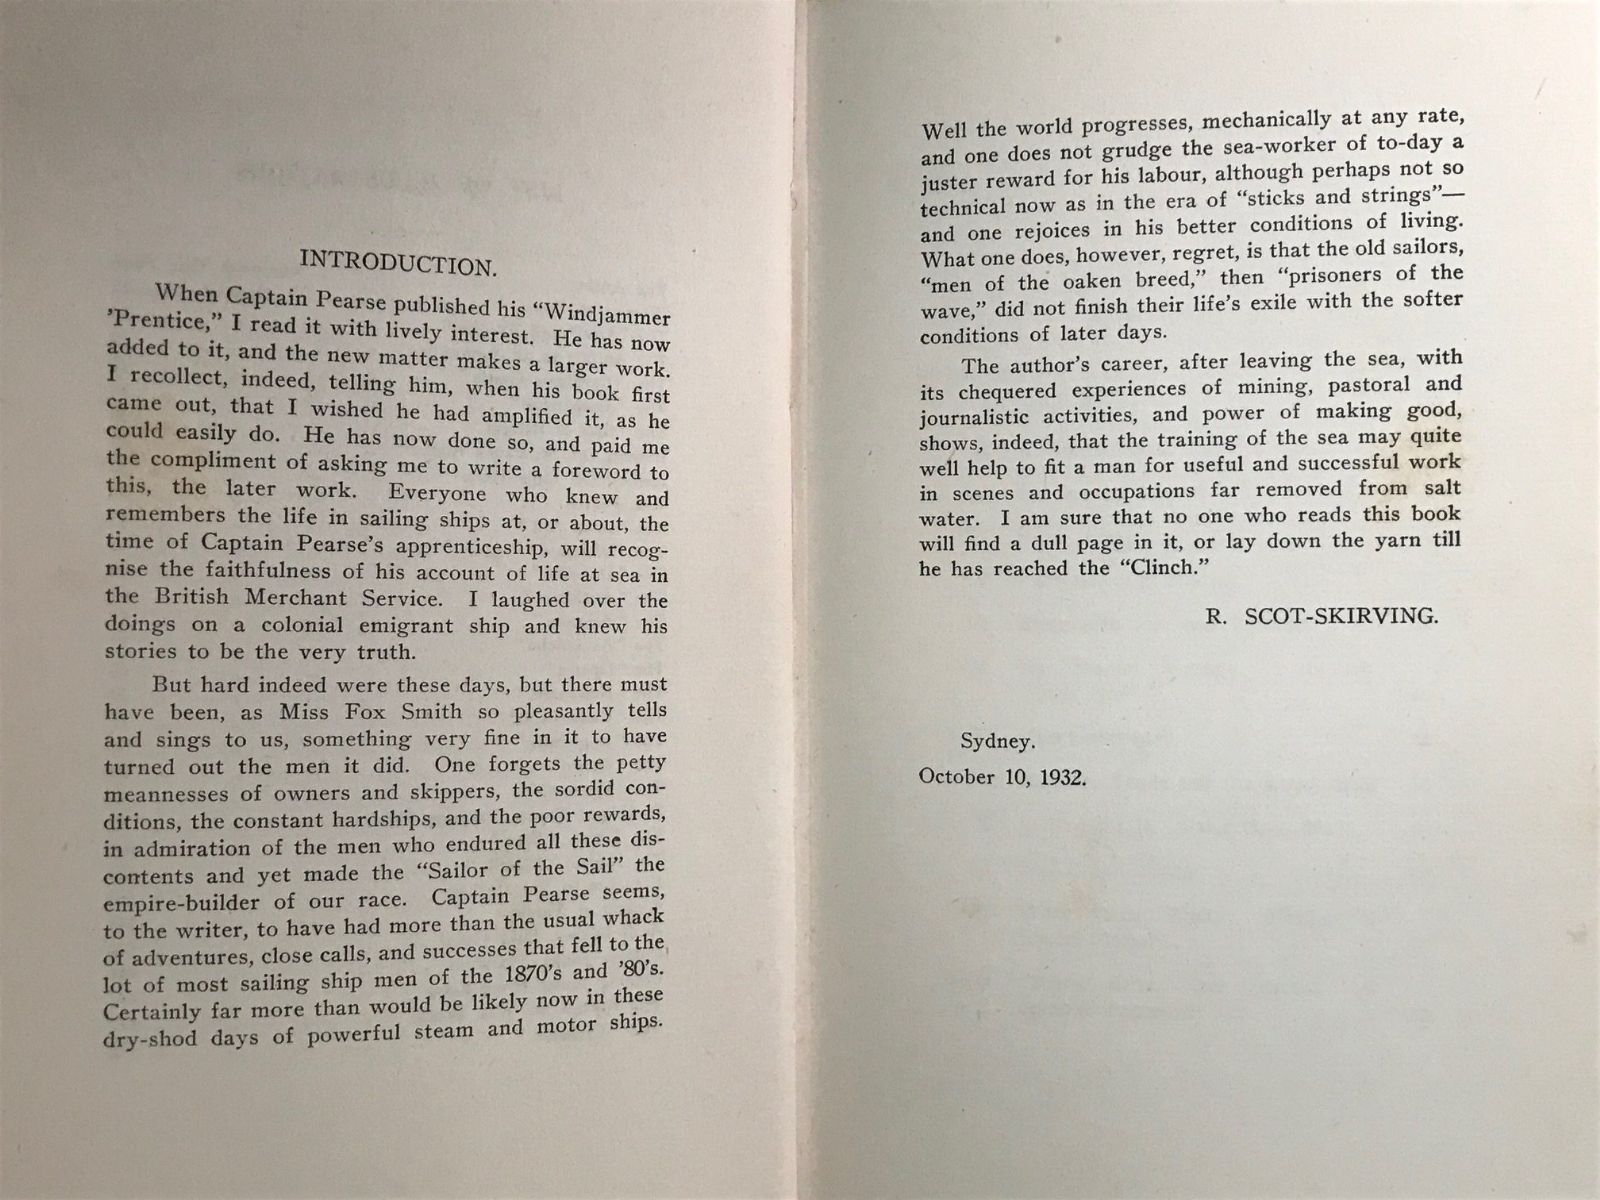 INTRODUCTION.
When Captain Pearse published his “Windjammer
’Prentice,” I read it with lively interest. He has now
added to it, and the new matter makes a larger work.
I recollect, indeed, telling him, when his book first
came out, that I wished he had amplified it, as he
could easily do. He has now done so, and paid me
the compliment of asking me to write a foreword to
this, the later work. Everyone who knew and
remembers the life in sailing ships at, or about, the
time of Captain Pearse’s apprenticeship, will recog-
nise the faithfulness of his account of life at sea in
the British Merchant Service. I laughed over the
doings on a colonial emigrant ship and knew his
stories to be the very truth.
But hard indeed were these days, but there must
have been, as Miss Fox Smith so pleasantly tells
and sings to us, something very fine in it to have
turned out the men it did. One forgets the petty
meannesses of owners and skippers, the sordid con-
ditions, the constant hardships, and the poor rewards,
in admiration of the men who endured all these dis-
contents and yet made the “Sailor of the Sail” the
empire-builder of our race. Captain Pearse seems,
to the writer, to have had more than the usual whack
of adventures, close calls, and successes that fell to the
lot of most sailing ship men of the 1870’s and ’80’s.
Certainly far more than would be likely now in these
dry-shod days of powerful steam and motor ships.
Well the world progresses, mechanically at any rate,
and one does not grudge the sea-worker of to-day a
juster reward for his labour, although perhaps not so
technical now as in the era of “sticks and strings”—
and one rejoices in his better conditions of living.
What one does, however, regret, is that the old sailors,
“men of the oaken breed,” then “prisoners of the
wave,” did not finish their life’s exile with the softer
conditions of later days.
The author’s career, after leaving the sea, with
its chequered experiences of mining, pastoral and
journalistic activities, and power of making good,
shows, indeed, that the training of the sea may quite
well help to fit a man for useful and successful work
in scenes and occupations far removed from salt
water. I am sure that no one who reads this book
will find a dull page in it, or lay down the yarn till
he has reached the “Clinch.”
R. SCOT-SKIRVING.
Sydney.
October 10, 1932.